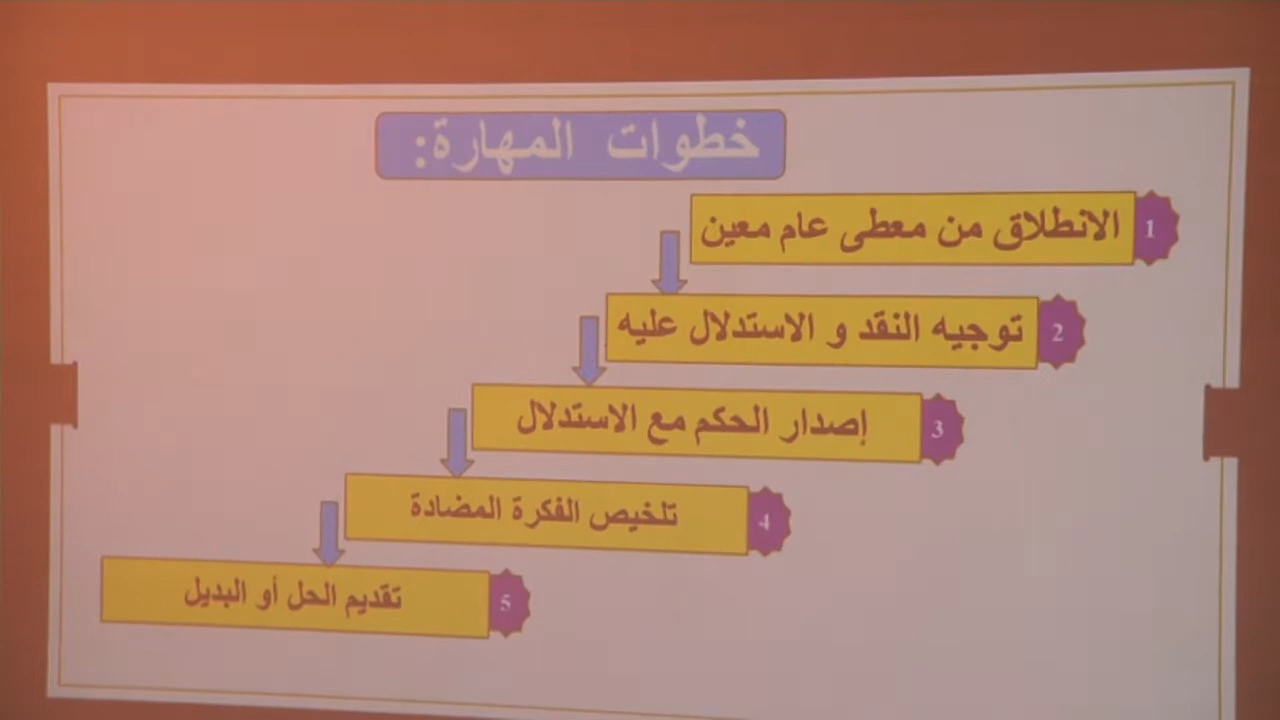 خطوات المهارة:
1 الانطلاق من معطى عام معين
2 توجيه النقد و الاستدلال عليه
3 إصدار الحكم مع الاستدلال
4 تلخيص الفكرة المضادة
5 تقديم الحل أو البديل